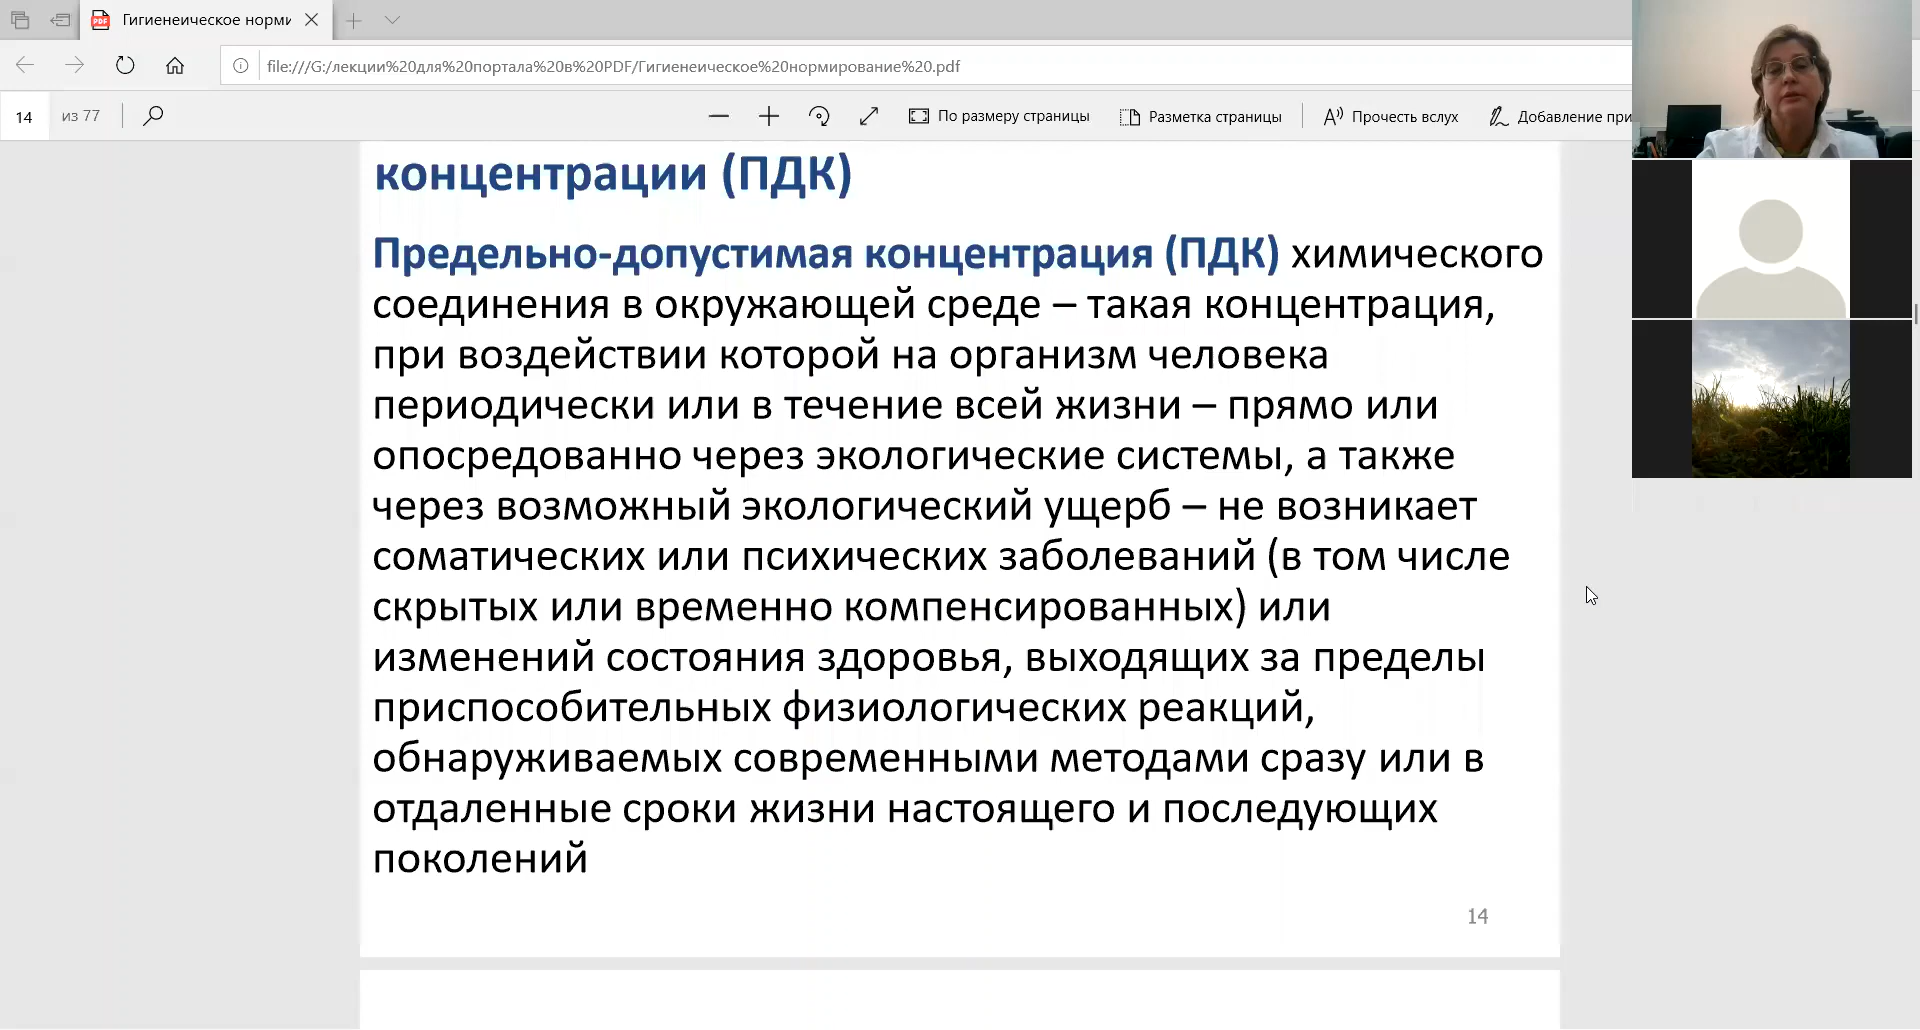 Гигиенеическое норми
file:///G:/лекции%20для%20портала%20в%20PDF/Гигиенеическое%20нормирование%20.pdf
14 из 77
По размеру страницы
Разметка страницы
Прочесть вслух
Добавление при
концентрации (ПДК)
Предельно-допустимая концентрация (ПДК) химического
соединения в окружающей среде – такая концентрация,
при воздействии которой на организм человека
периодически или в течение всей жизни – прямо или
опосредованно через экологические системы, а также
через возможный экологический ущерб – не возникает
соматических или психических заболеваний (в том числе
скрытых или временно компенсированных) или
изменений состояния здоровья, выходящих за пределы
приспособительных физиологических реакций,
обнаруживаемых современными методами сразу или в
отдаленные сроки жизни настоящего и последующих
поколений
14